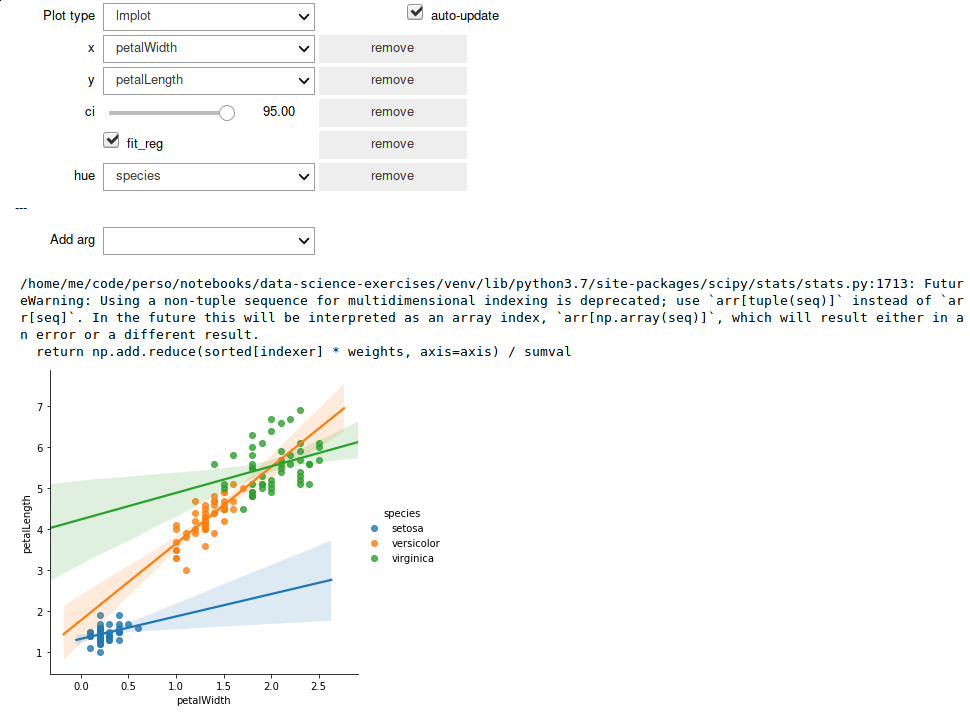 Plot type lmplot auto-update
x petalWidth remove
y petalLength remove
ci 95.00 remove
fit_reg remove
hue species remove
---
Add arg
/home/me/code/perso/notebooks/data-science-exercises/venv/lib/python3.7/site-packages/scipy/stats/stats.py:1713: Futur
eWarning: Using a non-tuple sequence for multidimensional indexing is deprecated; use `arr[tuple(seq)]` instead of `ar
r[seq]`. In the future this will be interpreted as an array index, `arr[np.array(seq)]`, which will result either in a
n error or a different result.
return np.add.reduce(sorted[indexer] * weights, axis=axis) / sumval
7
6
5
4
3
2
1
petalLength
species
setosa
versicolor
virginica
0.0 0.5 1.0 1.5 2.0 2.5
petalWidth